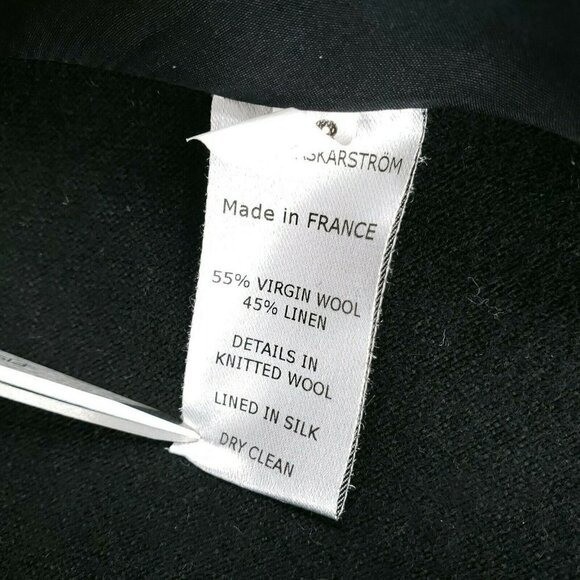 Made in FRANCE
55% VIRGIN WOOL
45% LINEN
DETAILS IN
KNITTED WOOL
LINED IN SILK
DRY CLEAN